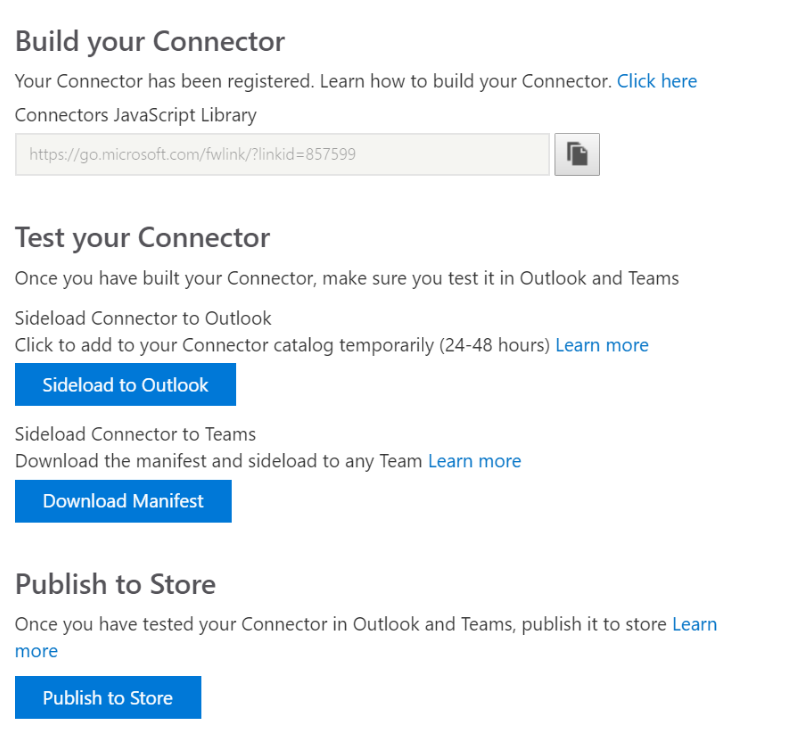 Build your Connector
Your Connector has been registered. Learn how to build your Connector. Click here
Connectors JavaScript Library
https://go.microsoft.com/fwlink/?linkid=857599
Test your Connector
Once you have built your Connector, make sure you test it in Outlook and Teams
Sideload Connector to Outlook
Click to add to your Connector catalog temporarily (24-48 hours) Learn more
Sideload to Outlook
Sideload Connector to Teams
Download the manifest and sideload to any Team Learn more
Download Manifest
Publish to Store
Once you have tested your Connector in Outlook and Teams, publish it to store Learn
more
Publish to Store